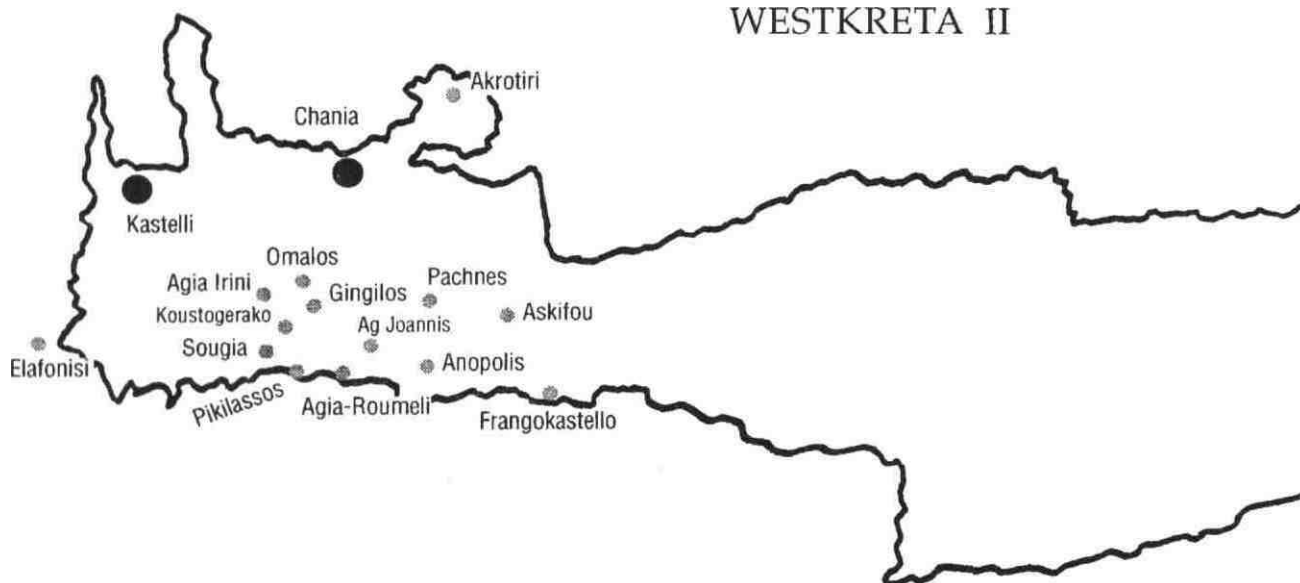 WESTKRETA II
Akrotiri
Chania
Kastelli
Omalos
Agia Irini
Pachnes
Gingilos
Koustogerako
Askifou
Ag Joannis
Sougia
Elafonisi
Anopolis
Pikilassos
Agia-Roumeli
Frangokastello